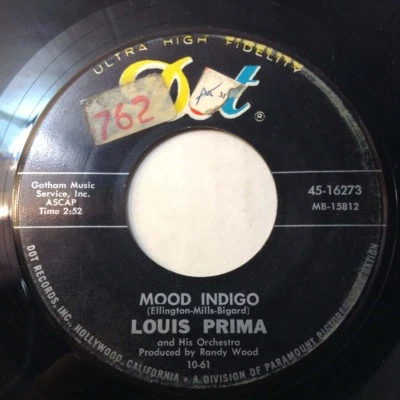 ULTRA HIGH FIDELITY
Dot
®
762
Gotham Music
Service, Inc.
ASCAP
Time 2:52
45-16273
MB-15812
MOOD INDIGO
(Ellington-Mills-Bigard)
LOUIS PRIMA
and His Orchestra
Produced by Randy Wood
10-61
DOT RECORDS, INC., HOLLYWOOD, CALIFORNIA • A DIVISION OF PARAMOUNT PICTURES CORPORATION